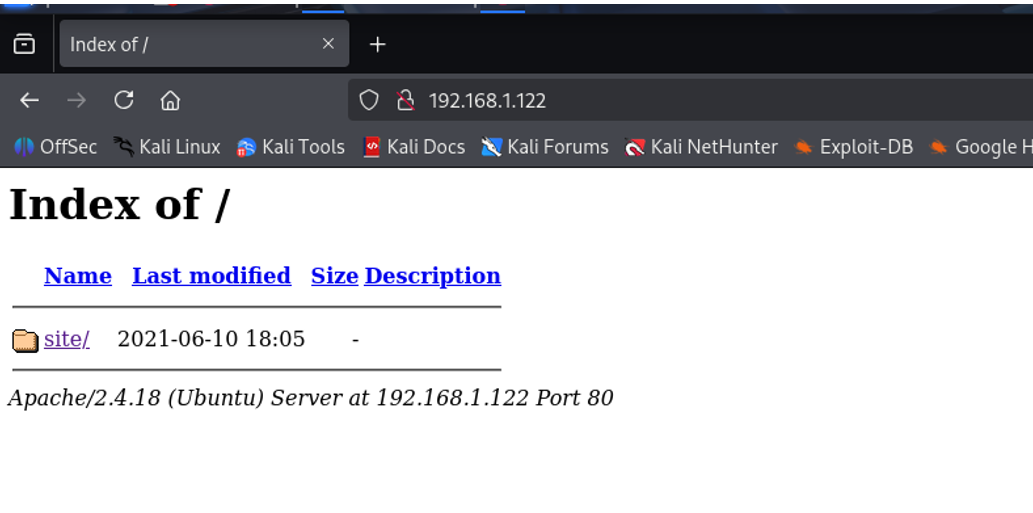 Index of /
192.168.1.122
OffSec Kali Linux Kali Tools Kali Docs Kali Forums Kali NetHunter Exploit-DB Google H
Index of /
Name Last modified Size Description
site/ 2021-06-10 18:05 -
Apache/2.4.18 (Ubuntu) Server at 192.168.1.122 Port 80